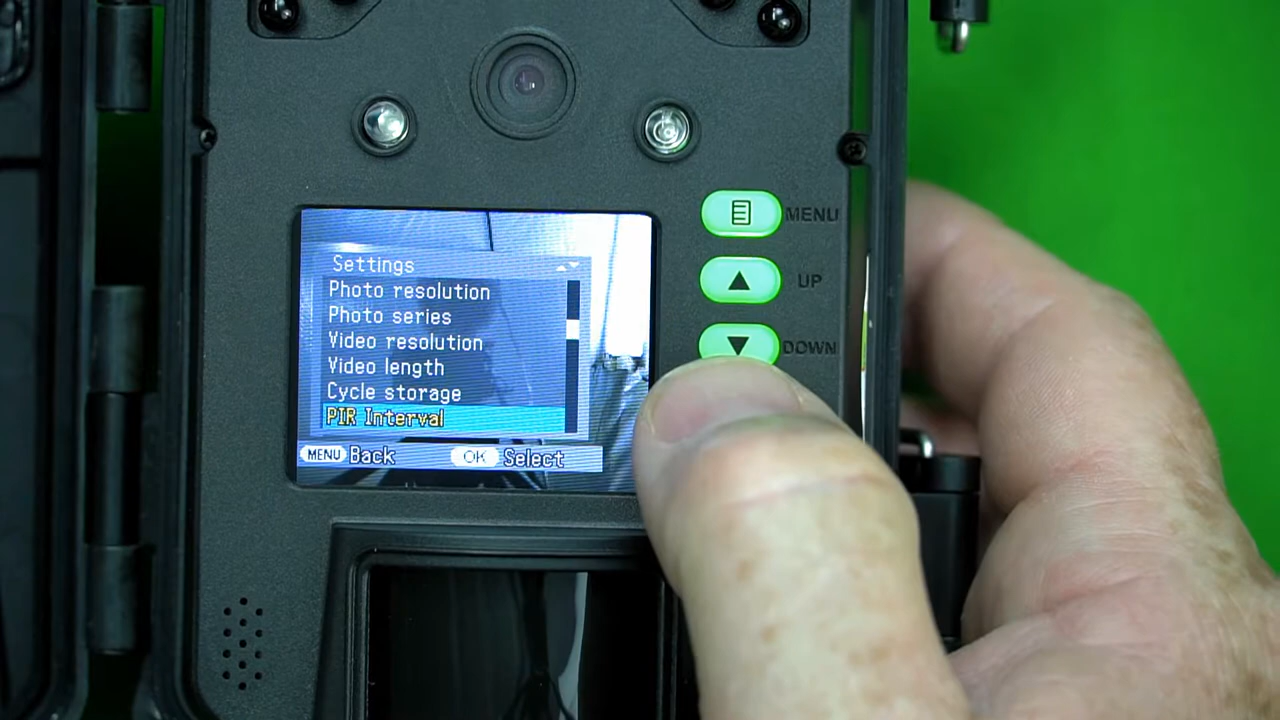 MENU
UP
DOWN
Settings
Photo resolution
Photo series
Video resolution
Video length
Cycle storage
PIR Interval
MENU Back OK Select